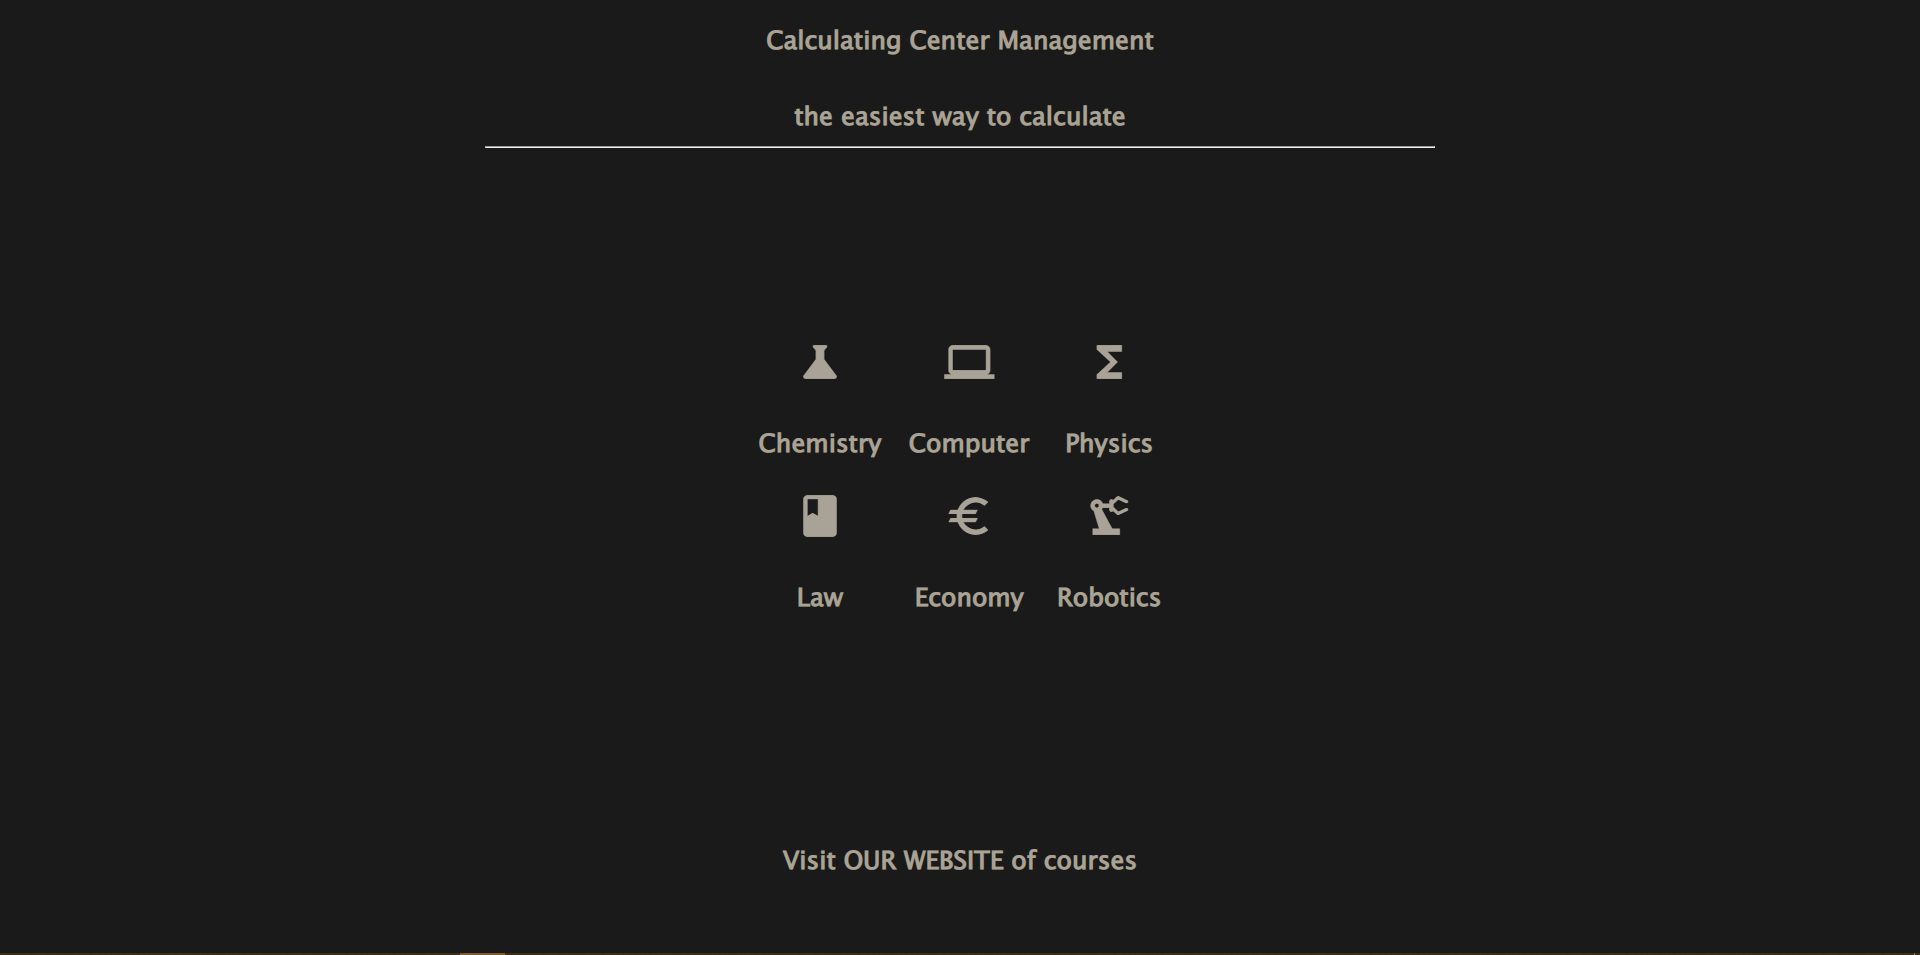 Calculating Center Management
the easiest way to calculate
Chemistry Computer Physics
Law Economy Robotics
Visit OUR WEBSITE of courses